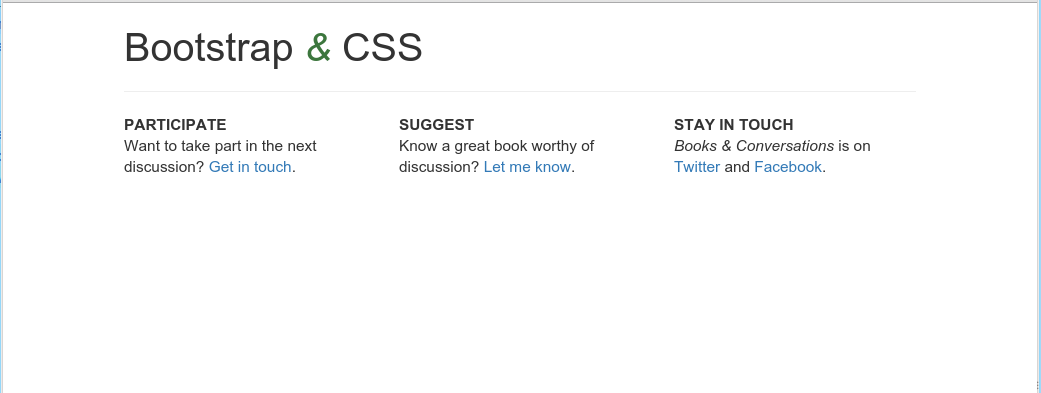 Bootstrap & CSS
PARTICIPATE
Want to take part in the next
discussion? Get in touch.
SUGGEST
Know a great book worthy of
discussion? Let me know.
STAY IN TOUCH
Books & Conversations is on
Twitter and Facebook.